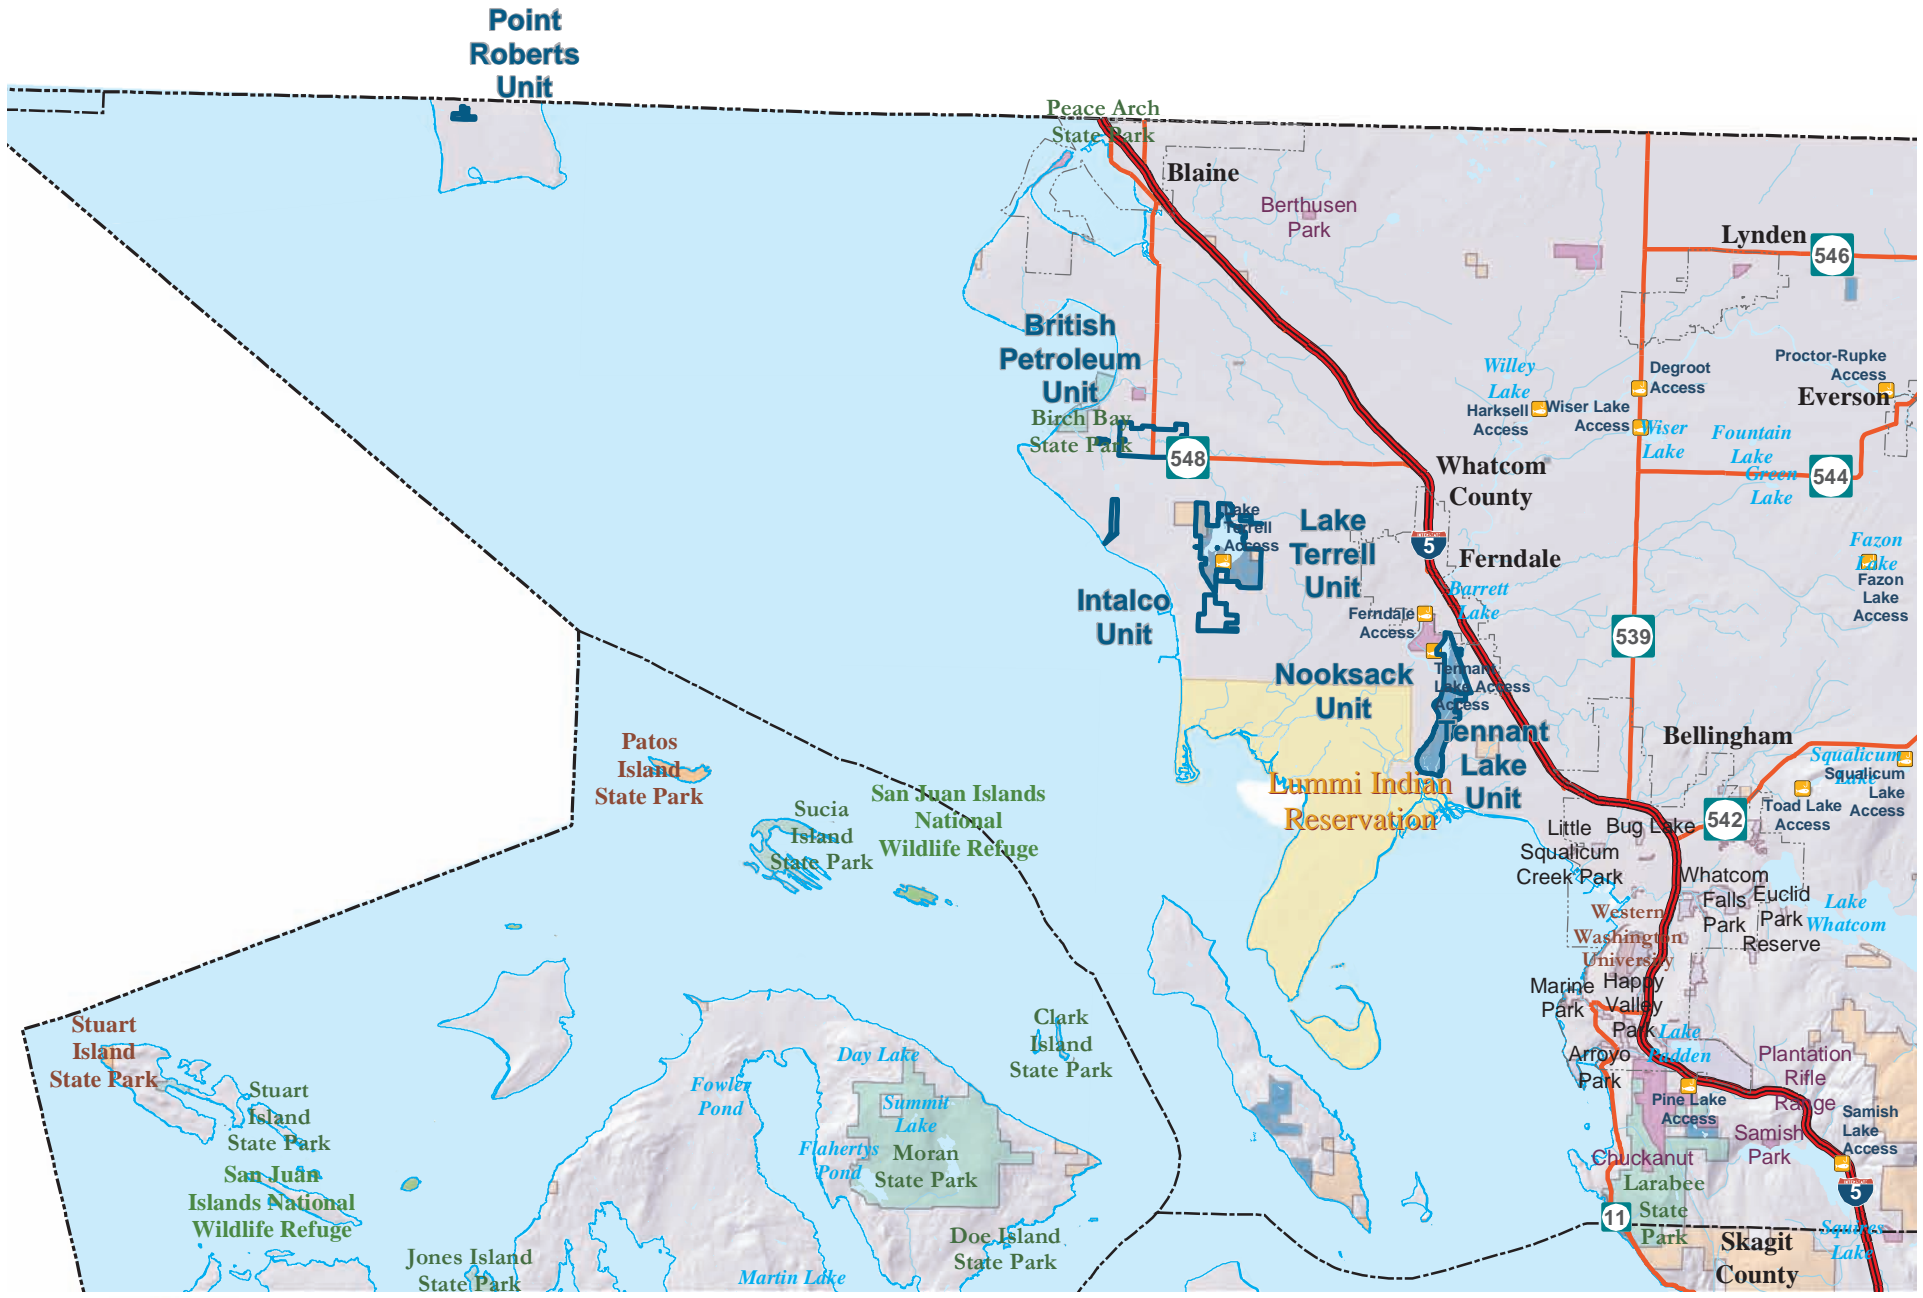 Point
Roberts
Unit
Peace Arch
State Park
Blaine
Berthusen
Park
Lynden
546
British
Petroleum
Unit
Birch Bay
State Park
548
Willey
Lake
Harksell
Access
Wiser Lake
Access
Degroot
Access
Wiser
Lake
Proctor-Rupke
Access
Everson
Fountain
Lake
Green
Lake
544
Whatcom
County
5
Ferndale
Lake
Terrell
Access
Lake
Terrell
Unit
Barrett
Lake
Fazon
Lake
Fazon
Lake
Access
Intalco
Unit
Ferndale
Access
539
Nooksack
Unit
Tennant
Lake Access
Access
Tennant
Lake
Unit
Bellingham
Lummi Indian
Reservation
Squalicum
Lake
Squalicum
Lake
Access
Toad Lake
Access
542
Patos
Island
State Park
Sucia
Island
State Park
San Juan Islands
National
Wildlife Refuge
Little
Squalicum
Creek Park
Bug Lake
Whatcom
Falls
Park
Euclid
Park
Reserve
Lake
Whatcom
Western
Washington
University
Marine
Park
Happy
Valley
Park
Lake
Padden
Arroyo
Park
Plantation
Rifle
Range
Pine Lake
Access
Samish
Park
Samish
Lake
Access
Chuckanut
Larabee
State
Park
5
11
Squires
Lake
Skagit
County
Stuart
Island
State Park
Stuart
Island
State Park
San Juan
Islands National
Wildlife Refuge
Jones Island
State Park
Clark
Island
State Park
Day Lake
Fowler
Pond
Summit
Lake
Flahertys
Pond
Moran
State Park
Doe Island
State Park
Martin Lake